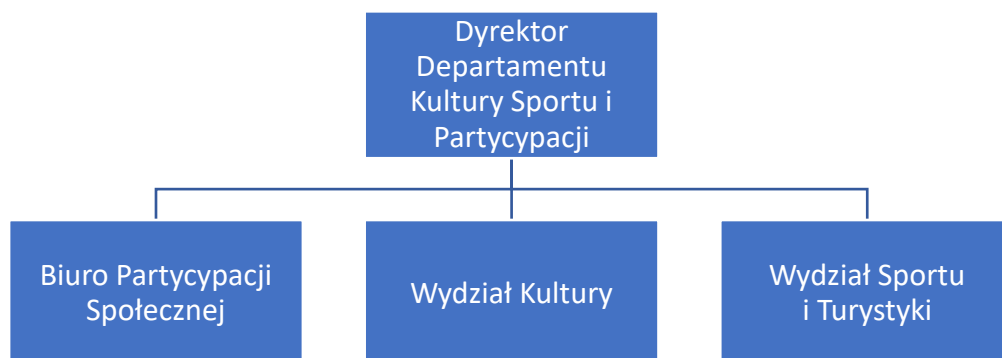 Dyrektor
Departamentu
Kultury Sportu i
Partycypacji
Biuro Partycypacji
Społecznej
Wydział Kultury
Wydział Sportu
i Turystyki